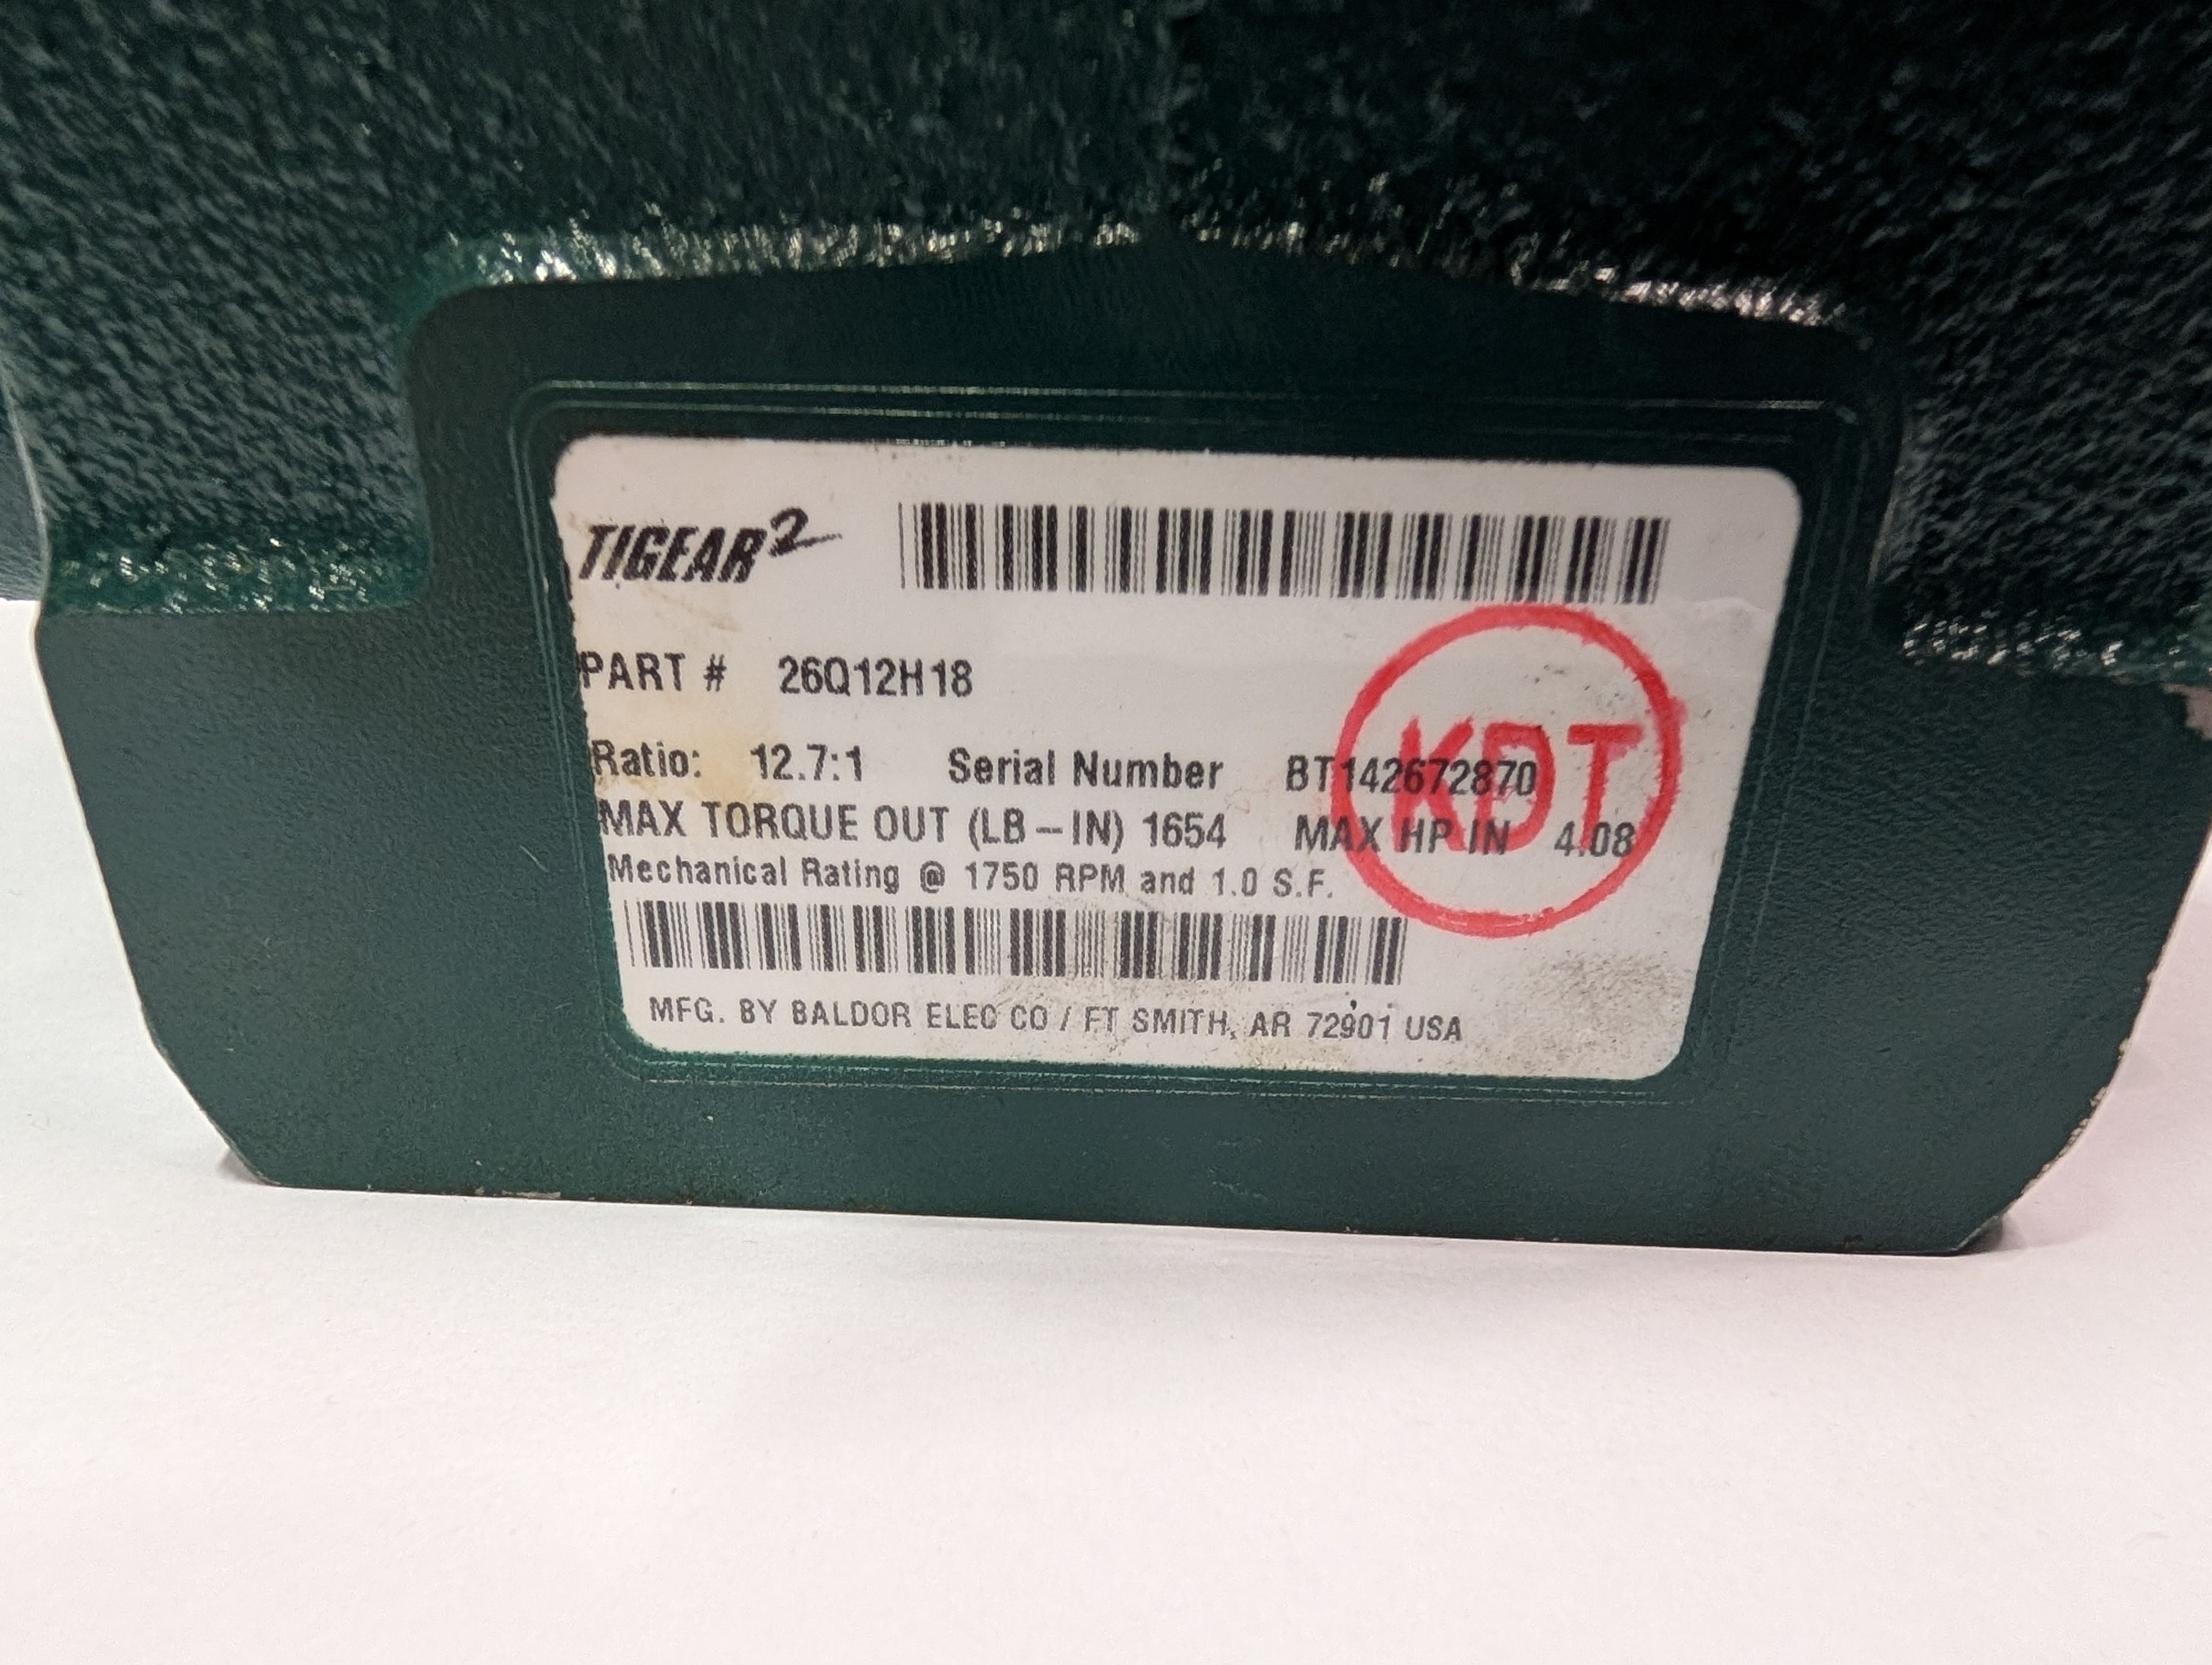 TIGEAR2
PART # 26Q12H18
Ratio: 12.7:1 Serial Number BT142672870
MAX TORQUE OUT (LB-IN) 1654 MAX HP IN 4.08
Mechanical Rating @ 1750 RPM and 1.0 S.F.
KDT
MFG. BY BALDOR ELEC CO / FT SMITH, AR 72901 USA